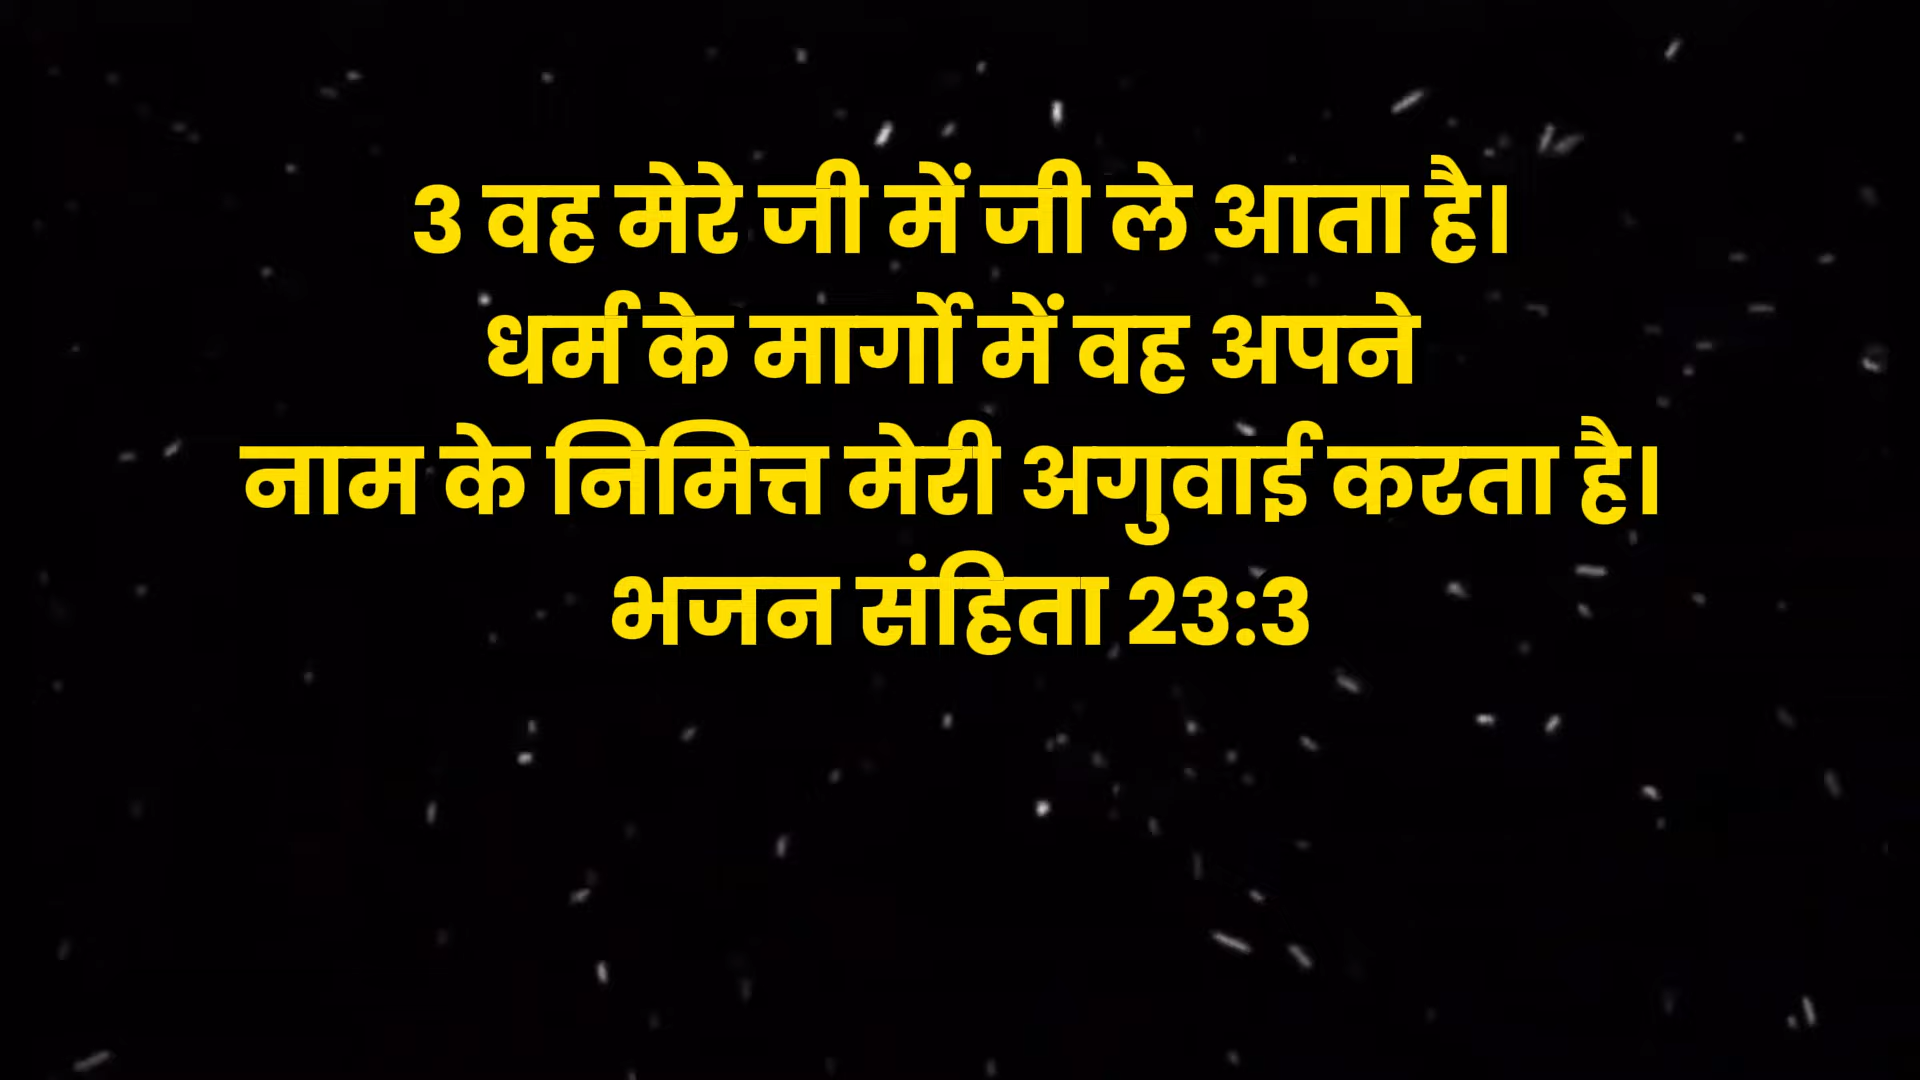 3 वह मेरे जी में जी ले आता है।
धर्म के मार्गो में वह अपने
नाम के निमित्त मेरी अगुवाई करता है।
भजन संहिता 23:3